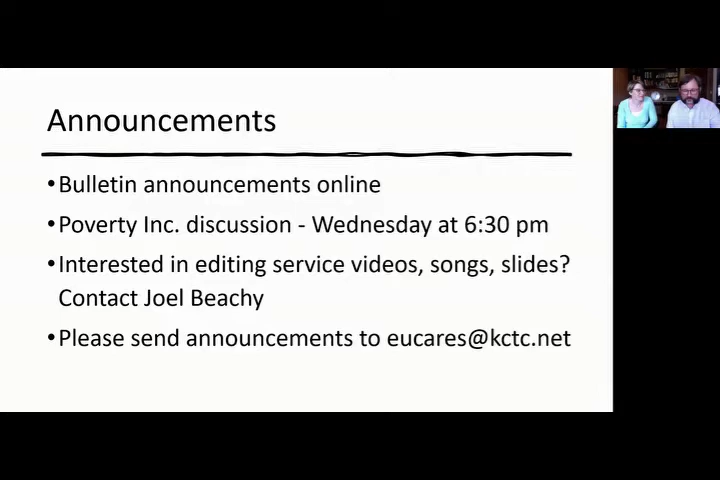 Announcements
•Bulletin announcements online
•Poverty Inc. discussion - Wednesday at 6:30 pm
•Interested in editing service videos, songs, slides?
Contact Joel Beachy
•Please send announcements to eucares@kctc.net